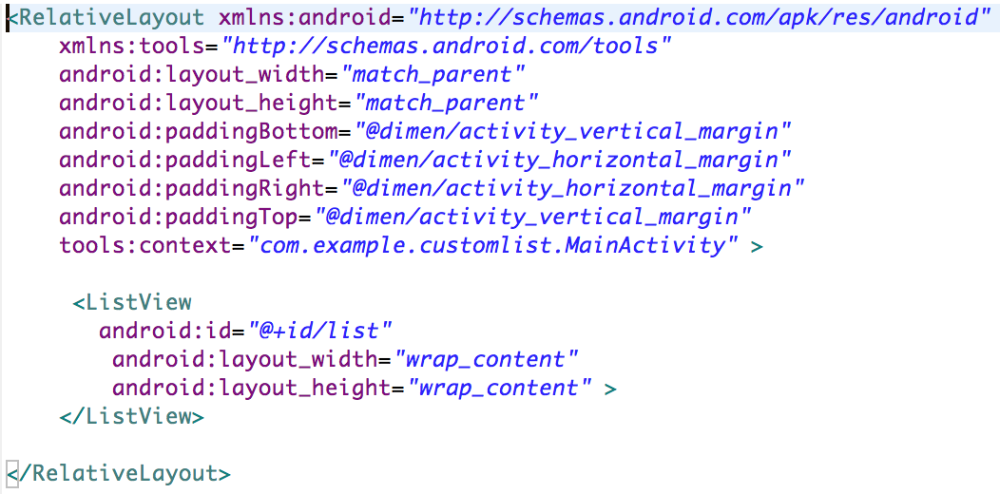 <RelativeLayout xmlns:android="http://schemas.android.com/apk/res/android"
    xmlns:tools="http://schemas.android.com/tools"
    android:layout_width="match_parent"
    android:layout_height="match_parent"
    android:paddingBottom="@dimen/activity_vertical_margin"
    android:paddingLeft="@dimen/activity_horizontal_margin"
    android:paddingRight="@dimen/activity_horizontal_margin"
    android:paddingTop="@dimen/activity_vertical_margin"
    tools:context="com.example.customlist.MainActivity" >

     <ListView
       android:id="@+id/list"
        android:layout_width="wrap_content"
        android:layout_height="wrap_content" >
    </ListView>

</RelativeLayout>